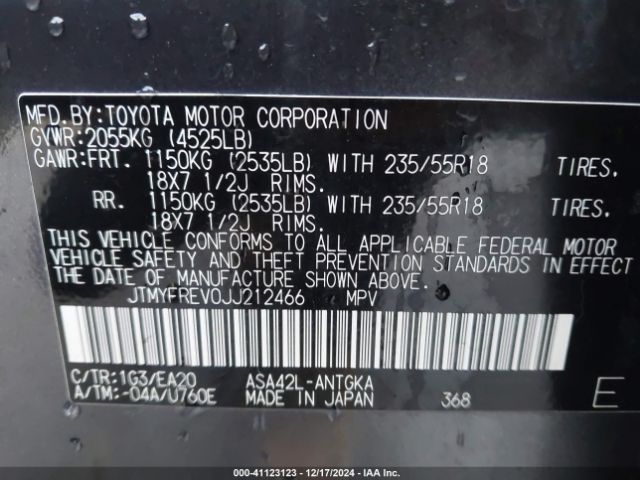 MFD.BY:TOYOTA MOTOR CORPORATION
GVWR:2055KG (4525LB)
GAWR:FRT. 1150KG (2535LB) WITH 235/55R18 TIRES.
18X7 1/2J RIMS.
RR. 1150KG (2535LB) WITH 235/55R18 TIRES.
18X7 1/2J RIMS.
THIS VEHICLE CONFORMS TO ALL APPLICABLE FEDERAL MOTOR
VEHICLE SAFETY AND THEFT PREVENTION STANDARDS IN EFFECT
ON THE DATE OF MANUFACTURE SHOWN ABOVE.
JTMYFREV0JJ212466 MPV
C/TR:1G3/EA20 ASA42L-ANTGKA
A/TM:-04A/U760E MADE IN JAPAN 368 E
000-41123123 - 12/17/2024 - IAA Inc.